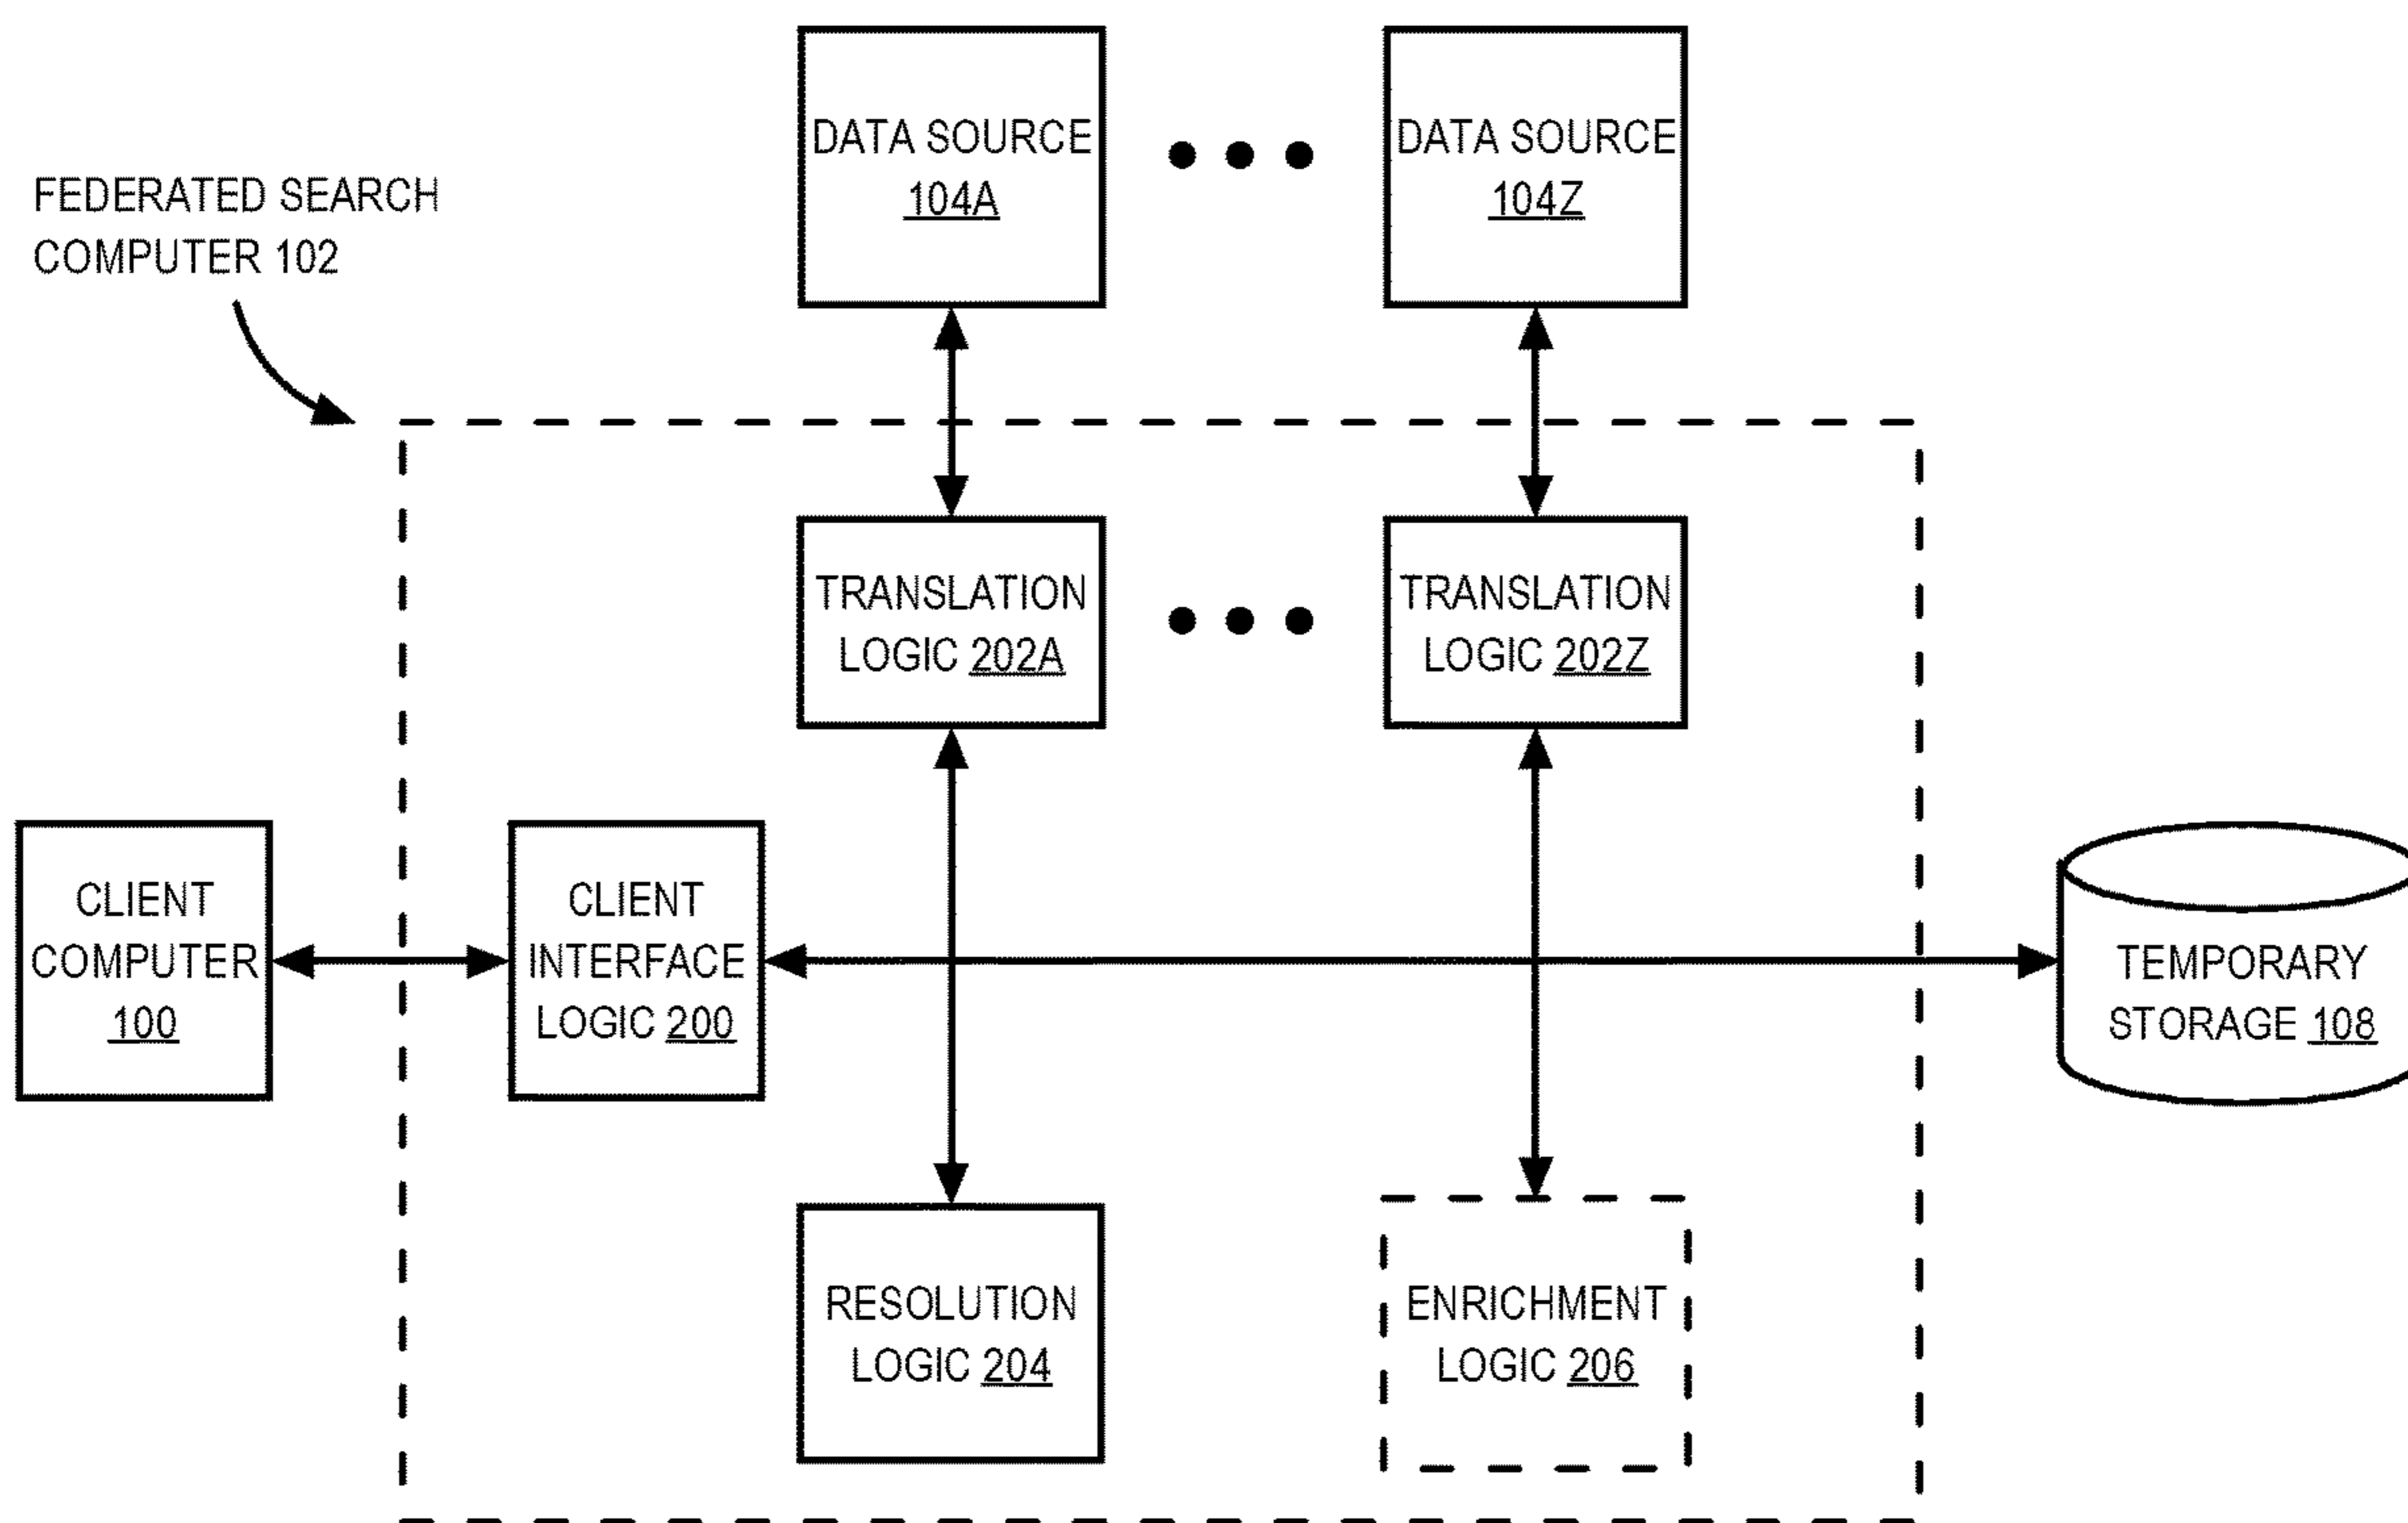 DATA SOURCE
104A
DATA SOURCE
104Z
FEDERATED SEARCH
COMPUTER 102
TRANSLATION
LOGIC 202A
TRANSLATION
LOGIC 202Z
CLIENT
COMPUTER
100
CLIENT
INTERFACE
LOGIC 200
TEMPORARY
STORAGE 108
RESOLUTION
LOGIC 204
ENRICHMENT
LOGIC 206